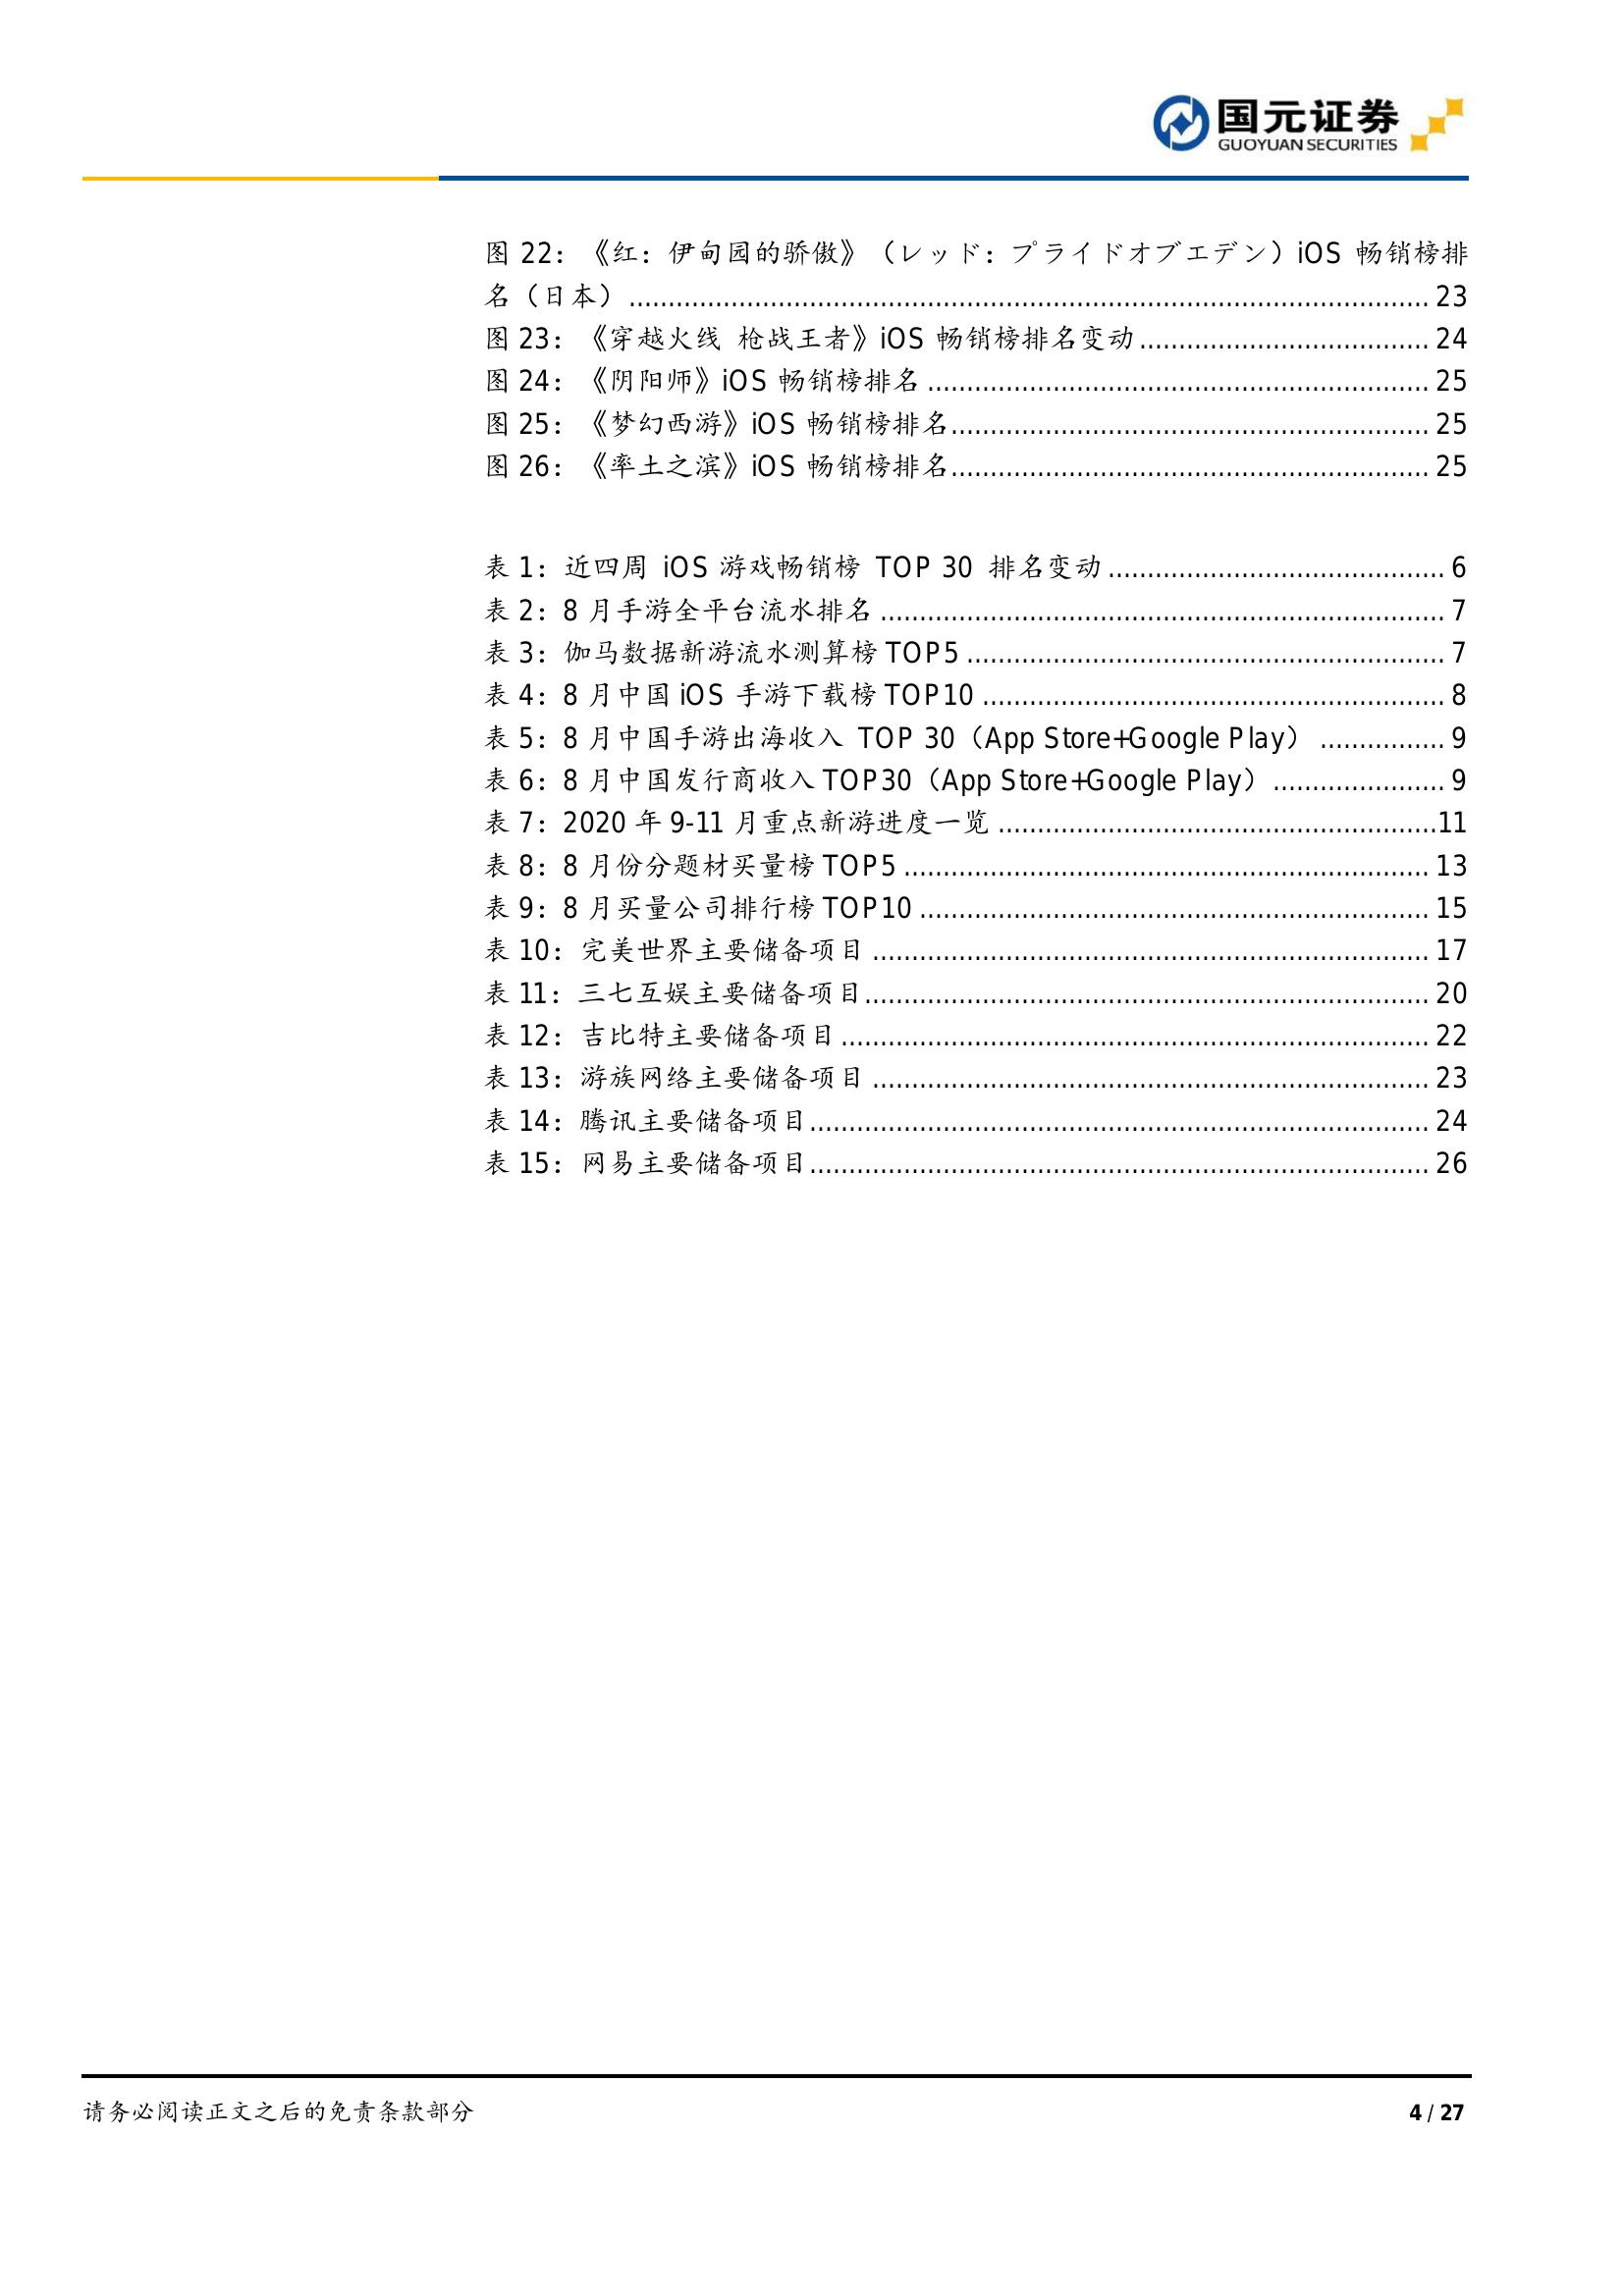 国元证券
GUOYUAN SECURITIES
图 22：《红：伊甸园的骄傲》（レッド：プライドオブエデン）iOS 畅销榜排
名（日本） ........................................................................................................ 23
图 23：《穿越火线 枪战王者》iOS 畅销榜排名变动..................................... 24
图 24：《阴阳师》iOS 畅销榜排名 ................................................................ 25
图 25：《梦幻西游》iOS 畅销榜排名............................................................. 25
图 26：《率土之滨》iOS 畅销榜排名............................................................. 25
表 1：近四周 iOS 游戏畅销榜 TOP 30 排名变动 ........................................... 6
表 2：8 月手游全平台流水排名 ........................................................................ 7
表 3：伽马数据新游流水测算榜 TOP5 ............................................................. 7
表 4：8 月中国 iOS 手游下载榜 TOP10 ........................................................... 8
表 5：8 月中国手游出海收入 TOP 30（App Store+Google Play） ................ 9
表 6：8 月中国发行商收入 TOP30（App Store+Google Play） ...................... 9
表 7：2020 年 9-11 月重点新游进度一览 ........................................................11
表 8：8 月份分题材买量榜 TOP5 ................................................................... 13
表 9：8 月买量公司排行榜 TOP10 ................................................................. 15
表 10：完美世界主要储备项目 ....................................................................... 17
表 11：三七互娱主要储备项目........................................................................ 20
表 12：吉比特主要储备项目 ........................................................................... 22
表 13：游族网络主要储备项目 ....................................................................... 23
表 14：腾讯主要储备项目............................................................................... 24
表 15：网易主要储备项目............................................................................... 26
请务必阅读正文之后的免责条款部分
4 / 27